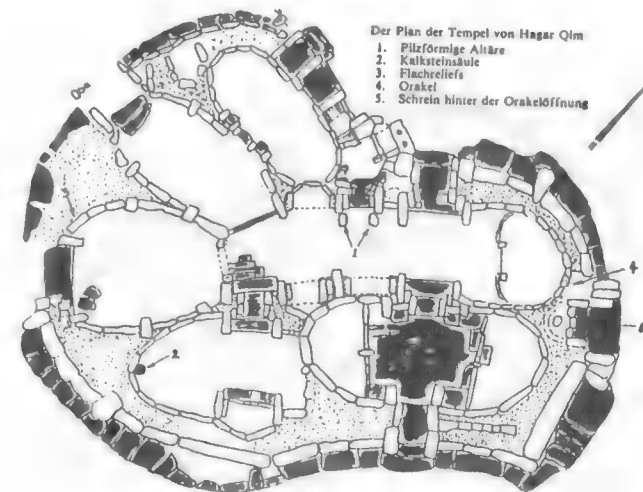 Der Plan der Tempel von Hagar Qim
1. Pilzförmige Altäre
2. Kalksteinsäule
3. Flachreliefs
4. Orakel
5. Schrein hinter der Orakelöffnung
1
4
2